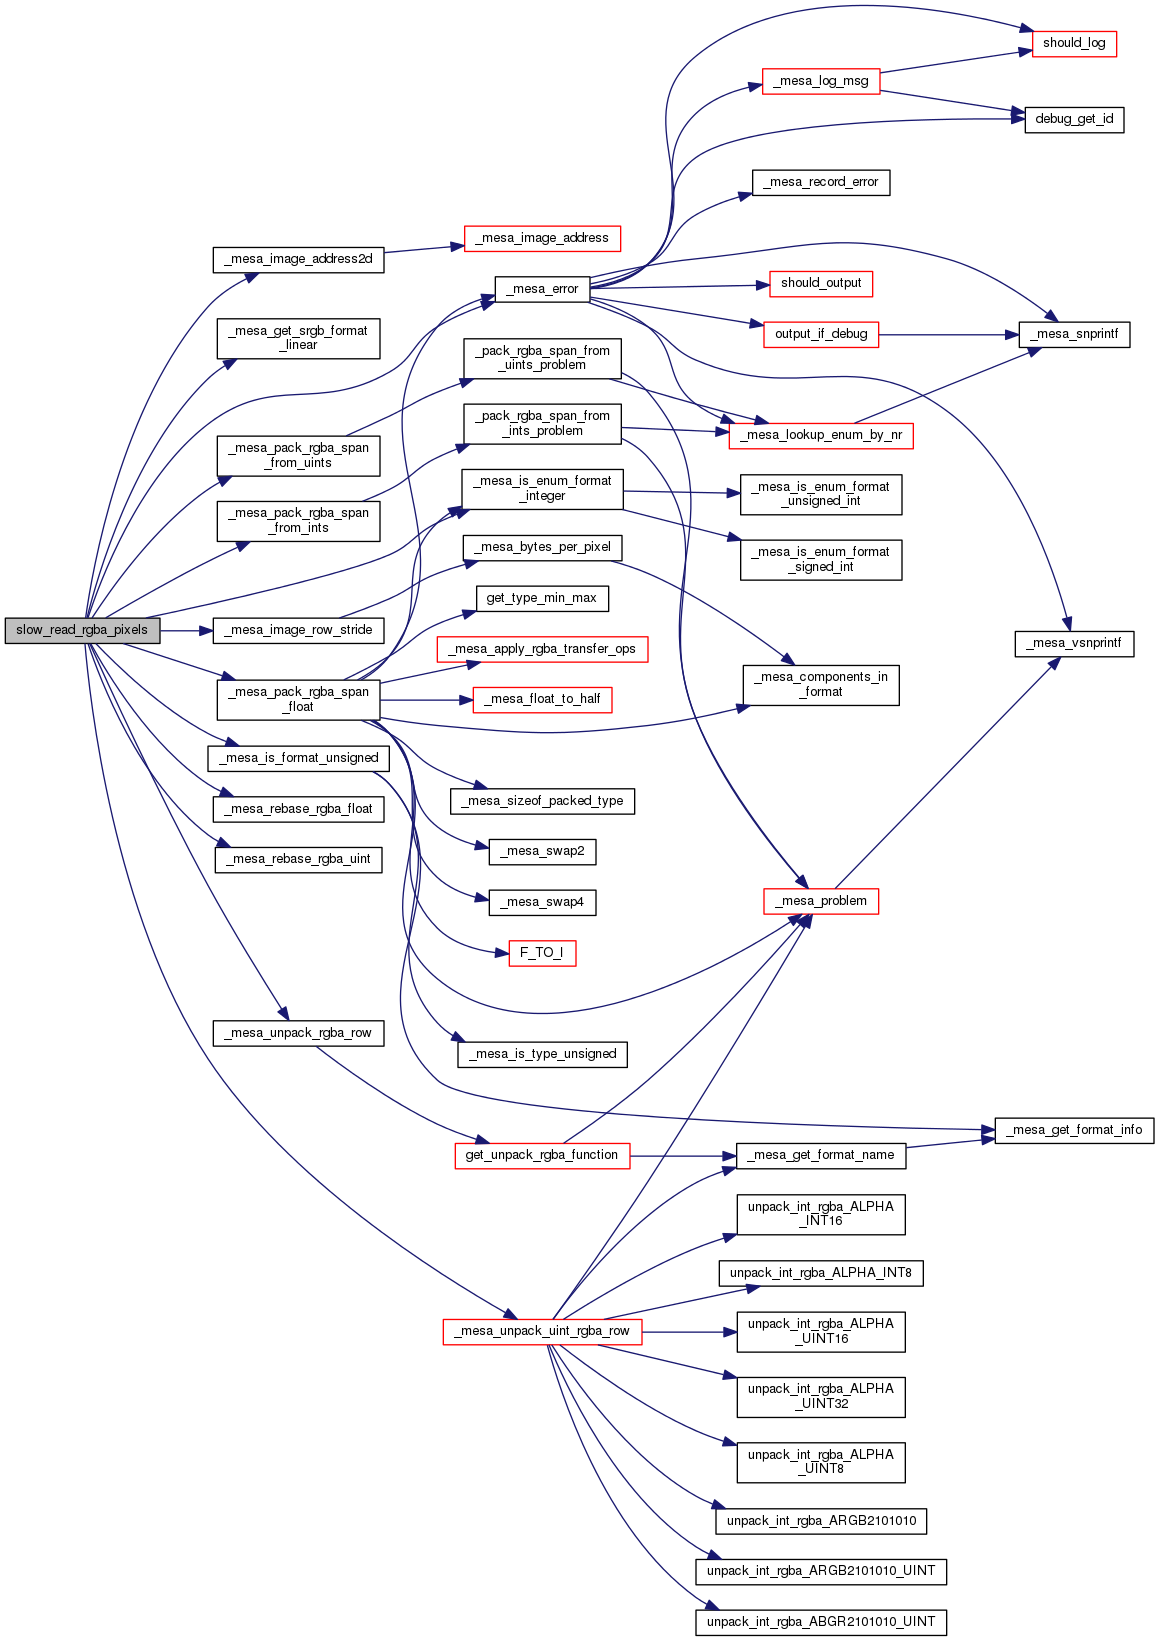 should_log
_mesa_log_msg
debug_get_id
_mesa_record_error
_mesa_image_address
_mesa_image_address2d
_mesa_error
should_output
_mesa_get_srgb_format
_linear
output_if_debug
_mesa_snprintf
_pack_rgba_span_from
_uints_problem
_pack_rgba_span_from
_ints_problem
_mesa_lookup_enum_by_nr
_mesa_pack_rgba_span
_from_uints
_mesa_is_enum_format
_integer
_mesa_is_enum_format
_unsigned_int
_mesa_pack_rgba_span
_from_ints
_mesa_bytes_per_pixel
_mesa_is_enum_format
_signed_int
get_type_min_max
slow_read_rgba_pixels
_mesa_image_row_stride
_mesa_apply_rgba_transfer_ops
_mesa_vsnprintf
_mesa_pack_rgba_span
_float
_mesa_float_to_half
_mesa_components_in
_format
_mesa_is_format_unsigned
_mesa_rebase_rgba_float
_mesa_sizeof_packed_type
_mesa_rebase_rgba_uint
_mesa_swap2
_mesa_swap4
_mesa_problem
F_TO_I
_mesa_unpack_rgba_row
_mesa_is_type_unsigned
_mesa_get_format_info
get_unpack_rgba_function
_mesa_get_format_name
unpack_int_rgba_ALPHA
_INT16
unpack_int_rgba_ALPHA_INT8
_mesa_unpack_uint_rgba_row
unpack_int_rgba_ALPHA
_UINT16
unpack_int_rgba_ALPHA
_UINT32
unpack_int_rgba_ALPHA
_UINT8
unpack_int_rgba_ARGB2101010
unpack_int_rgba_ARGB2101010_UINT
unpack_int_rgba_ABGR2101010_UINT